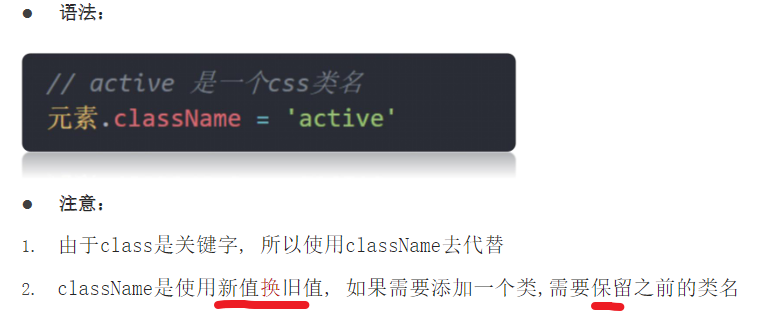 ● 语法：
// active 是一个css类名
元素.className = 'active'
● 注意：
1. 由于class是关键字, 所以使用className去代替
2. className是使用新值换旧值, 如果需要添加一个类,需要保留之前的类名